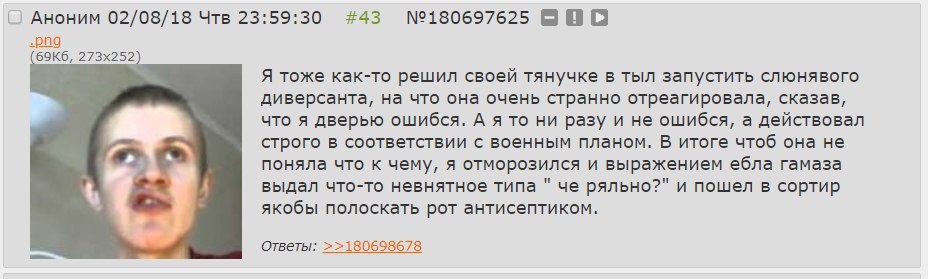 Аноним 02/08/18 Чтв 23:59:30 #43 №180697625
.png
(69Кб, 273x252)
Я тоже как-то решил своей тянучке в тыл запустить слюнявого
диверсанта, на что она очень странно отреагировала, сказав,
что я дверью ошибся. А я то ни разу и не ошибся, а действовал
строго в соответствии с военным планом. В итоге чтоб она не
поняла что к чему, я отморозился и выражением ебла гамаза
выдал что-то невнятное типа " че ряльно?" и пошел в сортир
якобы полоскать рот антисептиком.
Ответы: >>180698678